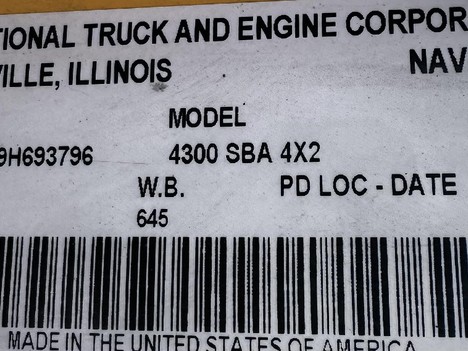 TIONAL TRUCK AND ENGINE CORPOR
VILLE, ILLINOIS NAV
MODEL
9H693796 4300 SBA 4X2
W.B. PD LOC - DATE
645
MADE IN THE UNITED STATES OF AMERICA